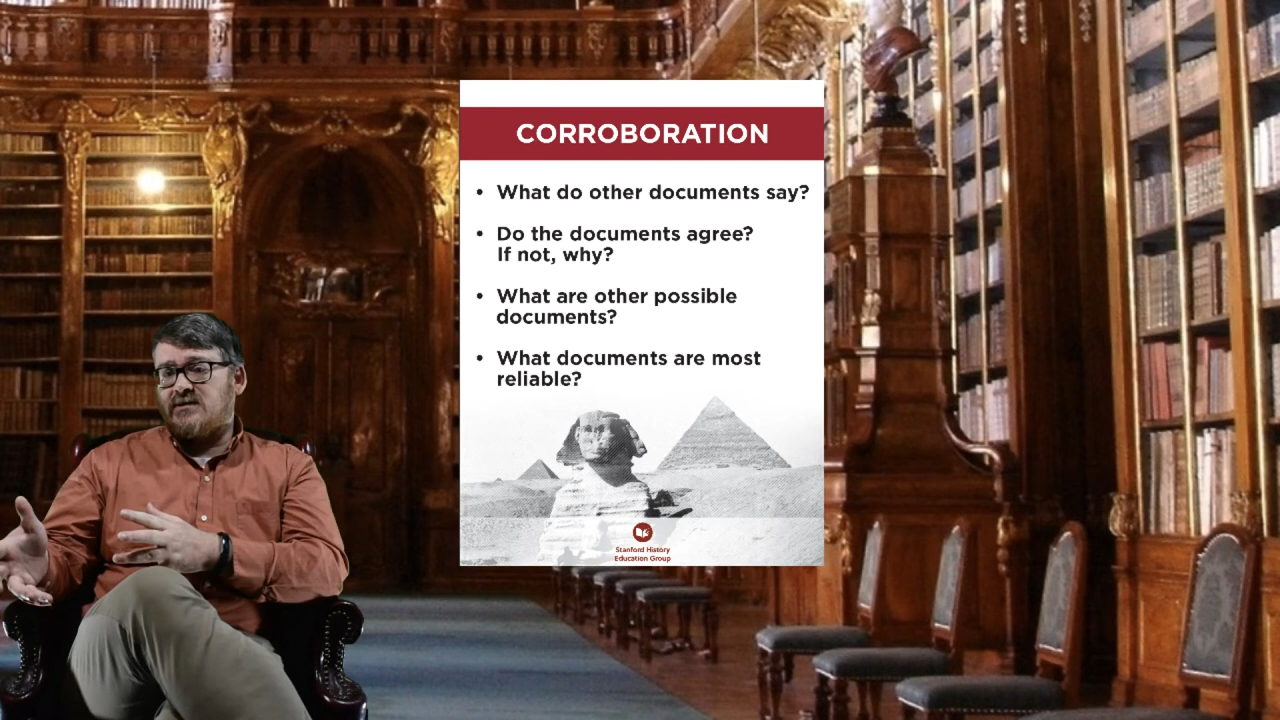 CORROBORATION
• What do other documents say?
• Do the documents agree?
If not, why?
• What are other possible
documents?
• What documents are most
reliable?
Stanford History
Education Group